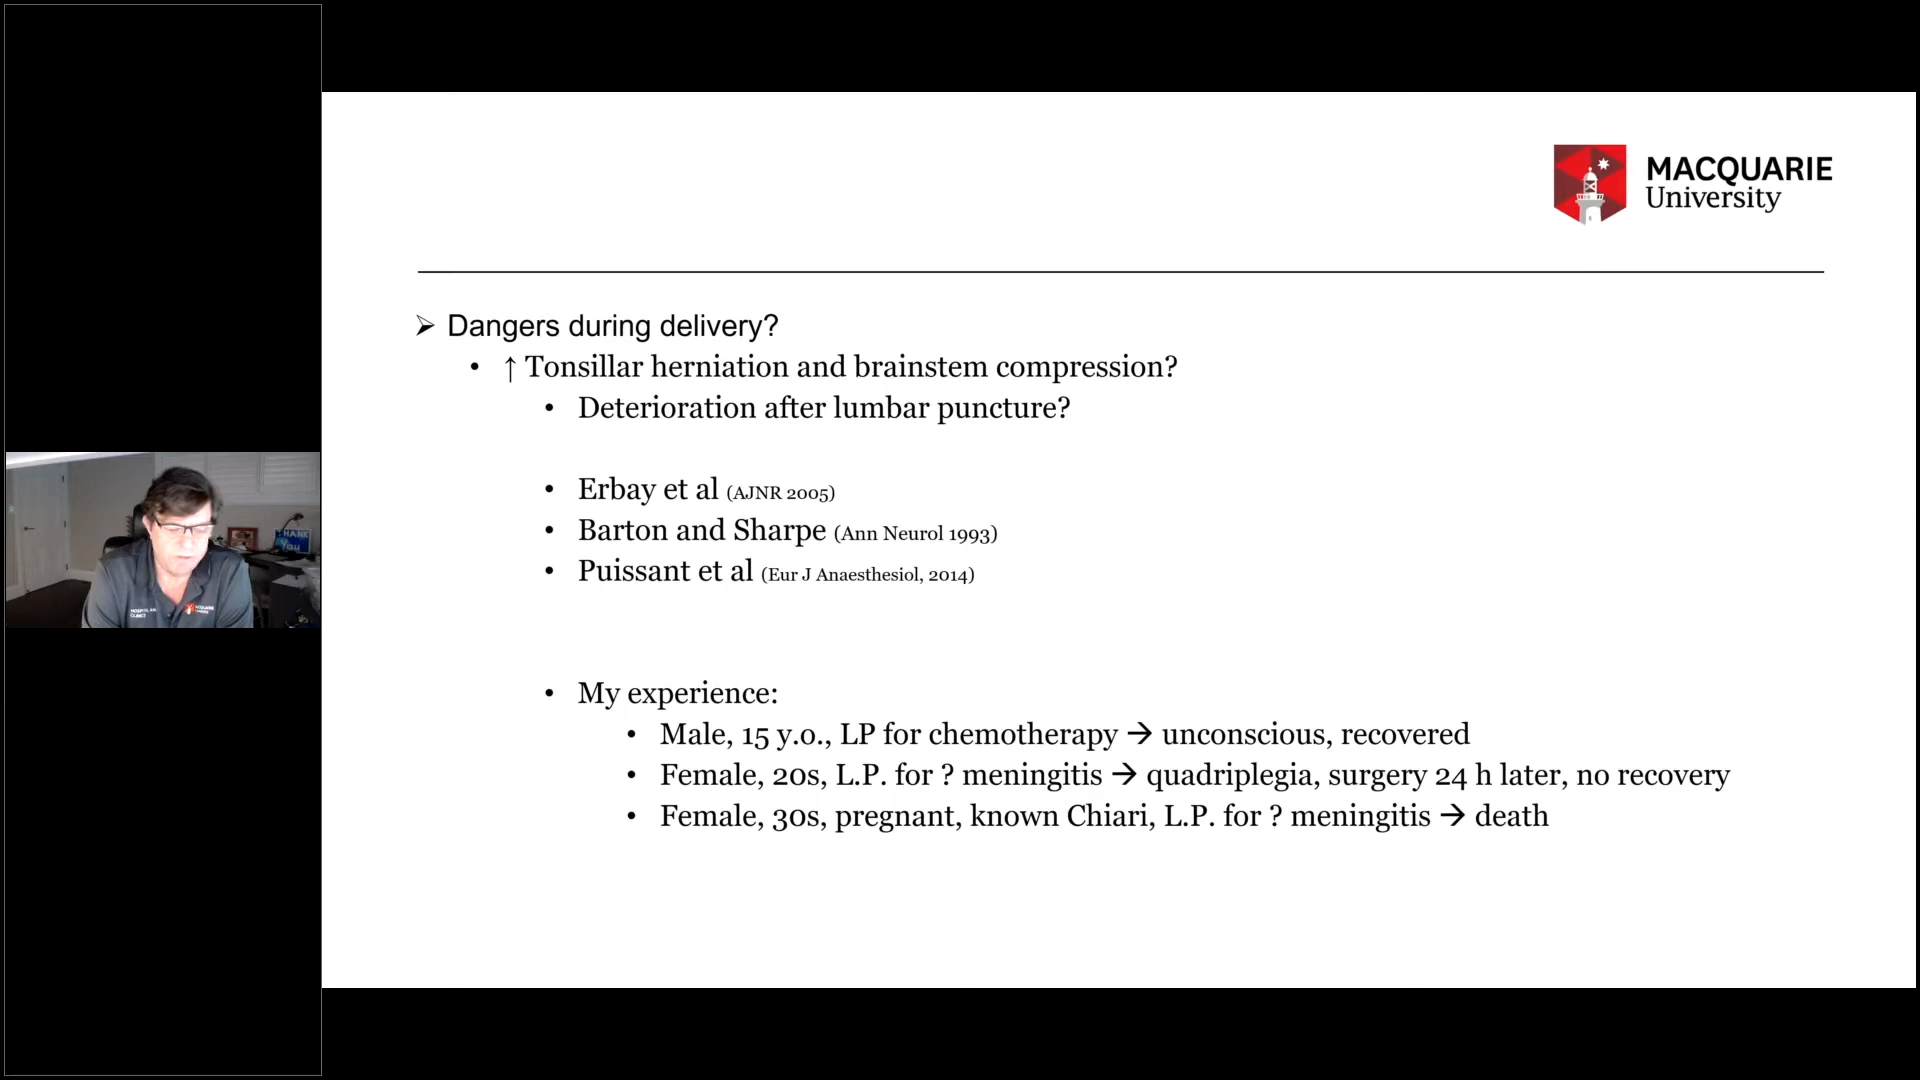 MACQUARIE
University
➢ Dangers during delivery?
• ↑ Tonsillar herniation and brainstem compression?
• Deterioration after lumbar puncture?
• Erbay et al (AJNR 2005)
• Barton and Sharpe (Ann Neurol 1993)
• Puissant et al (Eur J Anaesthesiol, 2014)
• My experience:
• Male, 15 y.o., LP for chemotherapy → unconscious, recovered
• Female, 20s, L.P. for ? meningitis → quadriplegia, surgery 24 h later, no recovery
• Female, 30s, pregnant, known Chiari, L.P. for ? meningitis → death
THANK
You